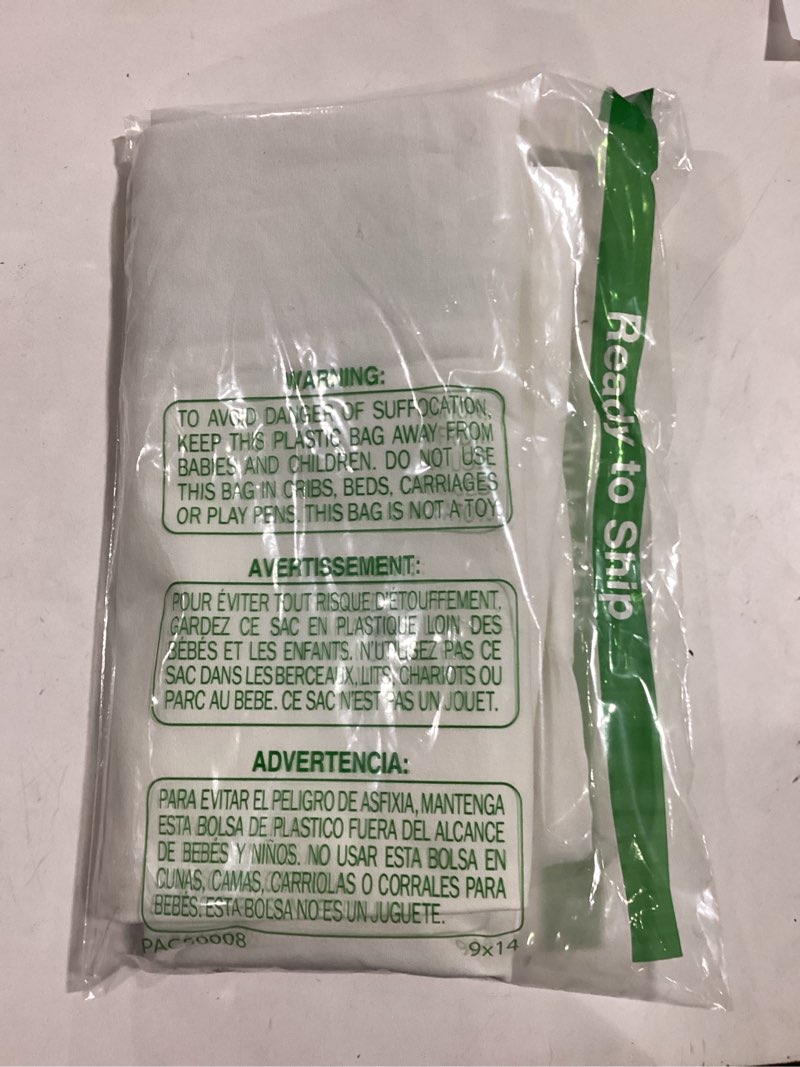 WARNING:
TO AVOID DANGER OF SUFFOCATION,
KEEP THIS PLASTIC BAG AWAY FROM
BABIES AND CHILDREN. DO NOT USE
THIS BAG IN CRIBS, BEDS, CARRIAGES
OR PLAY PENS. THIS BAG IS NOT A TOY.
AVERTISSEMENT:
POUR ÉVITER TOUT RISQUE D'ÉTOUFFEMENT,
GARDEZ CE SAC EN PLASTIQUE LOIN DES
BÉBÉS ET LES ENFANTS. N'UTILISEZ PAS CE
SAC DANS LES BERCEAUX, LITS, CHARIOTS OU
PARC AU BEBE. CE SAC N'EST PAS UN JOUET.
ADVERTENCIA:
PARA EVITAR EL PELIGRO DE ASFIXIA, MANTENGA
ESTA BOLSA DE PLASTICO FUERA DEL ALCANCE
DE BEBÉS Y NIÑOS. NO USAR ESTA BOLSA EN
CUNAS, CAMAS, CARRIOLAS O CORRALES PARA
BEBÉS. ESTA BOLSA NO ES UN JUGUETE.
9x14
Ready to Ship